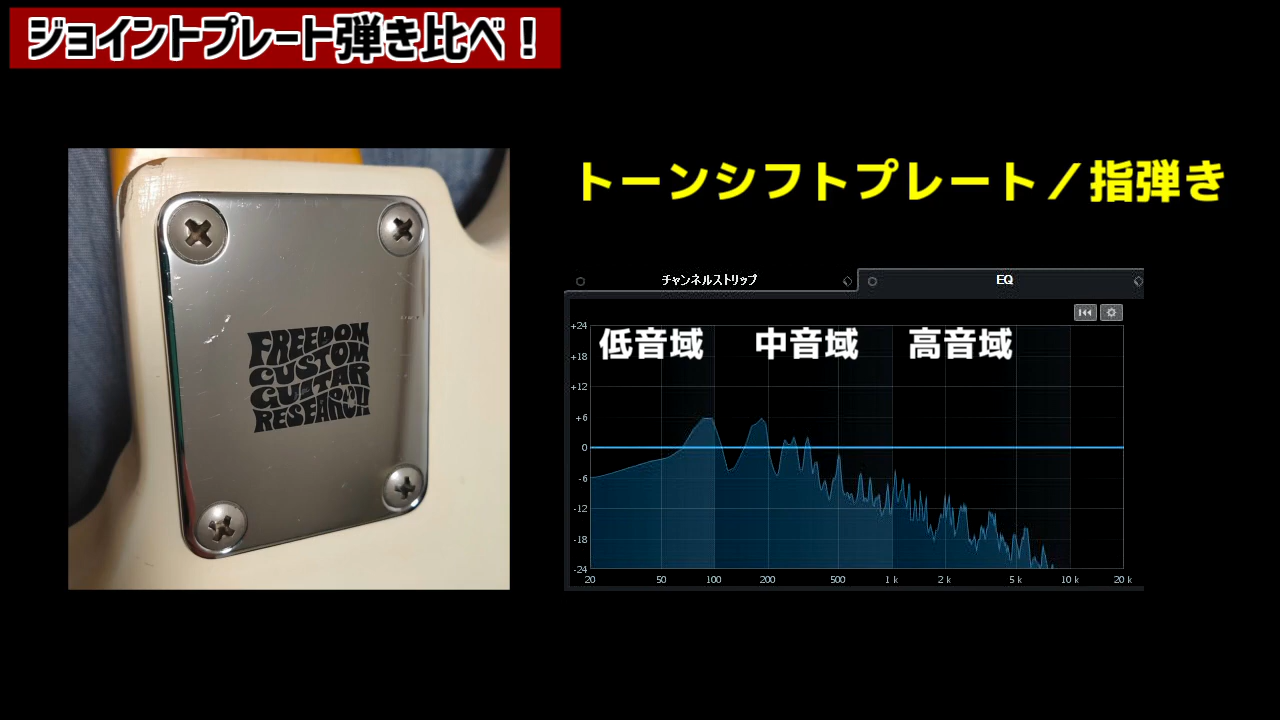 ジョイントプレート弾き比べ！
トーンシフトプレート／指弾き
FREEDOM
CUSTOM
GUITAR
RESEARCH
チャンネルストリップ
EQ
低音域 中音域 高音域
+24
+18
+12
+6
0
-6
-12
-18
-24
20 50 100 200 500 1 k 2 k 5 k 10 k 20 k